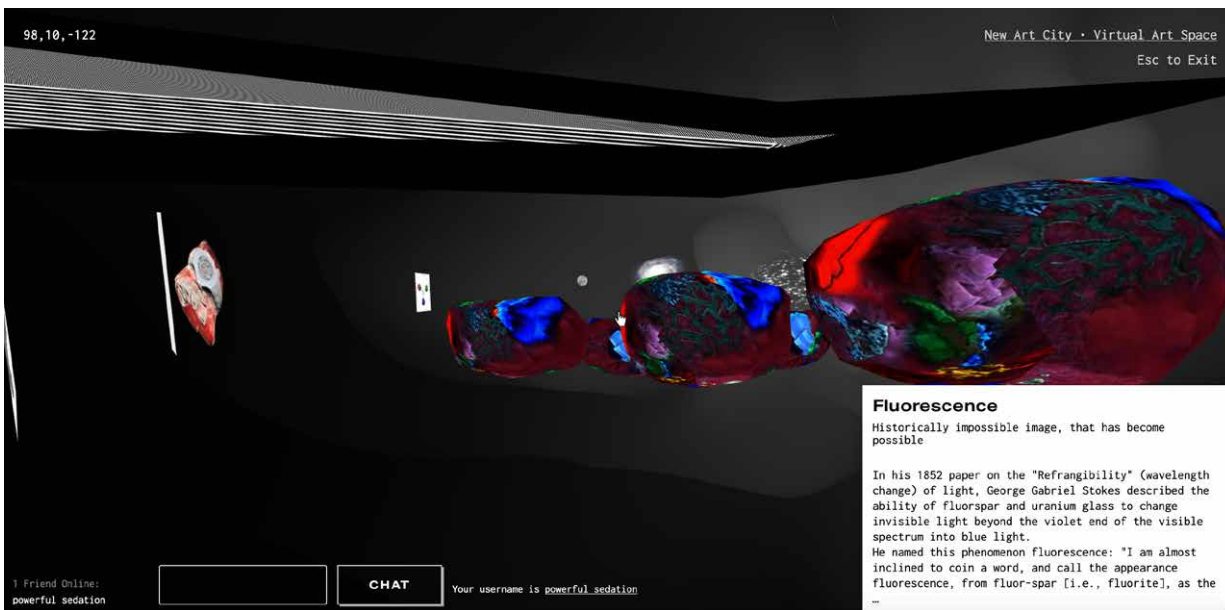 98,10,-122
New Art City · Virtual Art Space
Esc to Exit
Fluorescence
Historically impossible image, that has become
possible
In his 1852 paper on the "Refrangibility" (wavelength
change) of light, George Gabriel Stokes described the
ability of fluorspar and uranium glass to change
invisible light beyond the violet end of the visible
spectrum into blue light.
He named this phenomenon fluorescence: "I am almost
inclined to coin a word, and call the appearance
fluorescence, from fluor-spar [i.e., fluorite], as the
…
1 Friend Online:
powerful sedation
CHAT
Your username is powerful sedation